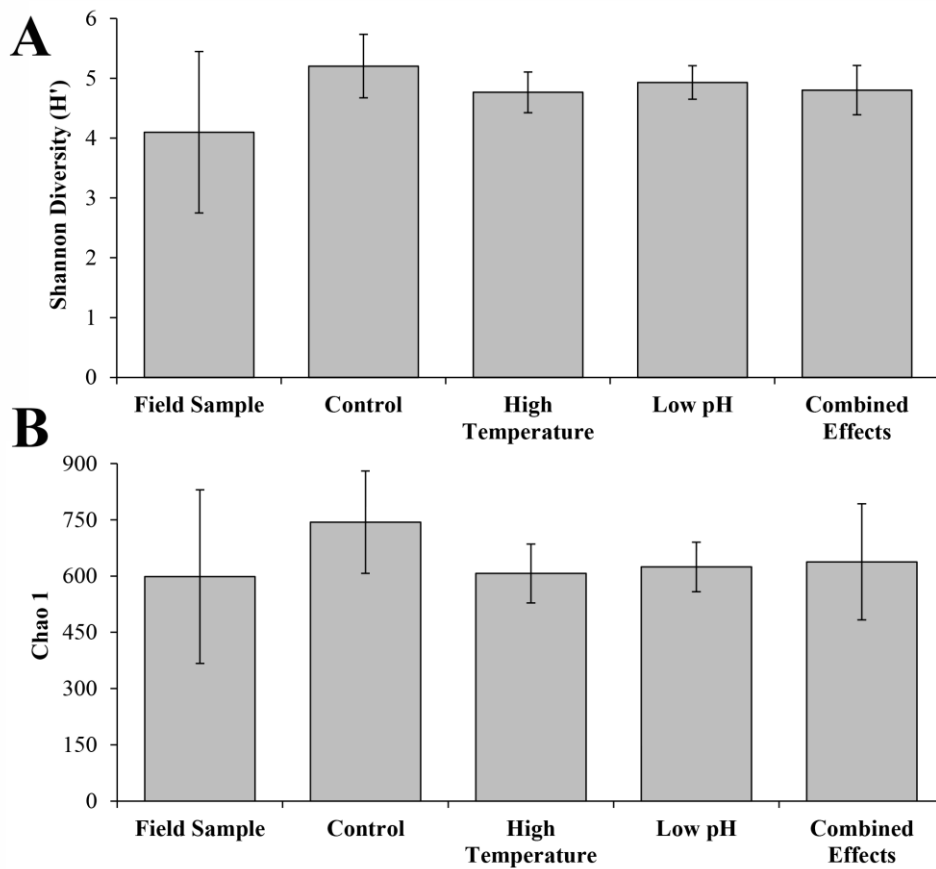 A
Shannon Diversity (H')
6
5
4
3
2
1
0
Field Sample
Control
High
Temperature
Low pH
Combined
Effects
B
Chao 1
900
750
600
450
300
150
0
Field Sample
Control
High
Temperature
Low pH
Combined
Effects